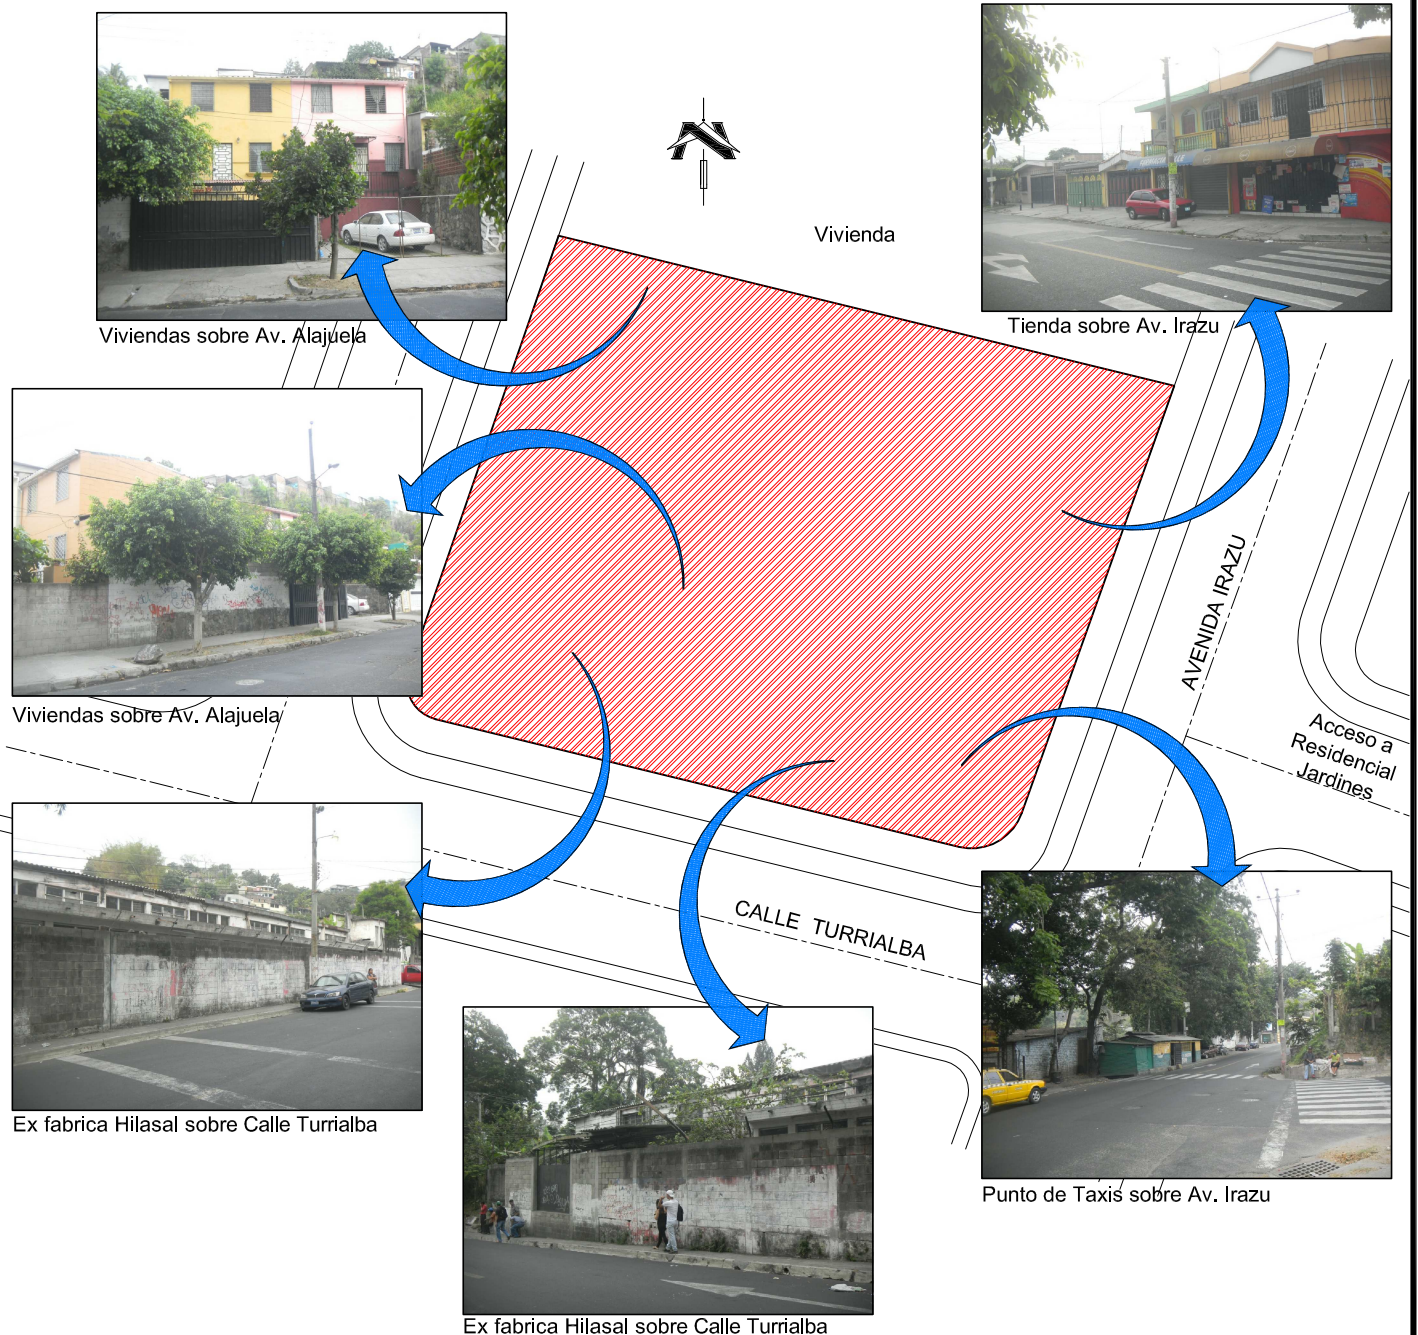 Vivienda
Viviendas sobre Av. Alajuela
Tienda sobre Av. Irazu
AVENIDA IRAZU
Viviendas sobre Av. Alajuela
Acceso a
Residencial
Jardines
CALLE TURRIALBA
Ex fabrica Hilasal sobre Calle Turrialba
Punto de Taxis sobre Av. Irazu
Ex fabrica Hilasal sobre Calle Turrialba